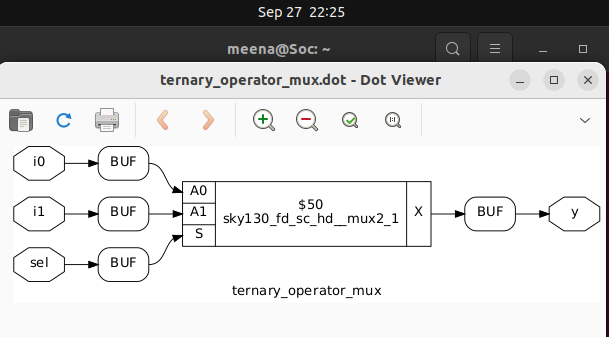 Sep 27 22:25
meena@Soc: ~
ternary_operator_mux.dot - Dot Viewer
i0
BUF
i1
BUF
sel
BUF
A0
A1
S
$50
sky130_fd_sc_hd__mux2_1
X
BUF
y
ternary_operator_mux